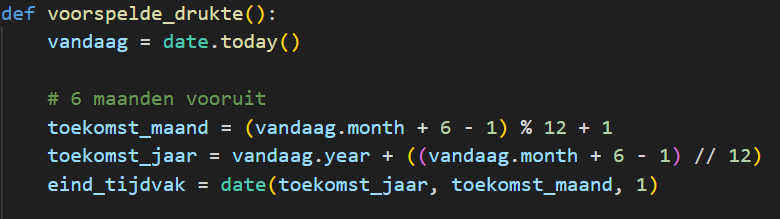 def voorspelde_drukte():
    vandaag = date.today()

    # 6 maanden vooruit
    toekomst_maand = (vandaag.month + 6 - 1) % 12 + 1
    toekomst_jaar = vandaag.year + ((vandaag.month + 6 - 1) // 12)
    eind_tijdvak = date(toekomst_jaar, toekomst_maand, 1)